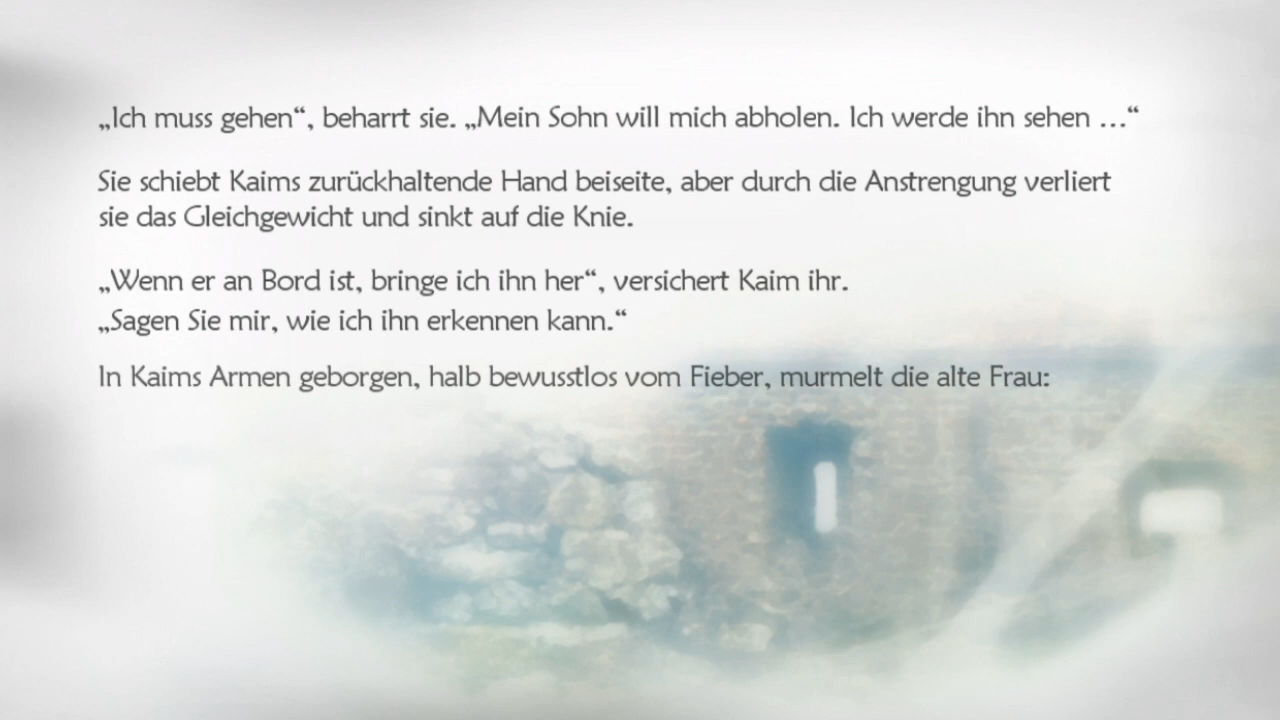 „Ich muss gehen“, beharrt sie. „Mein Sohn will mich abholen. Ich werde ihn sehen ...“
Sie schiebt Kaims zurückhaltende Hand beiseite, aber durch die Anstrengung verliert
sie das Gleichgewicht und sinkt auf die Knie.
„Wenn er an Bord ist, bringe ich ihn her“, versichert Kaim ihr.
„Sagen Sie mir, wie ich ihn erkennen kann.“
In Kaims Armen geborgen, halb bewusstlos vom Fieber, murmelt die alte Frau: